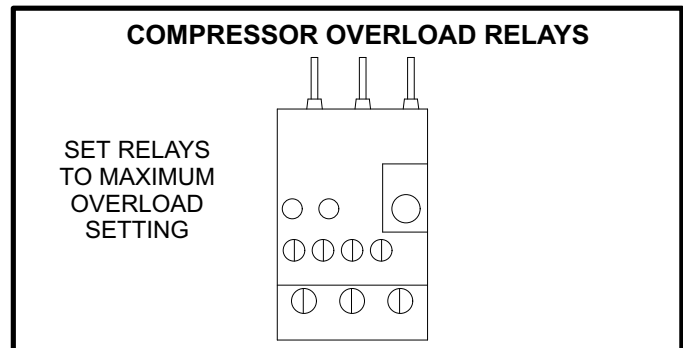 COMPRESSOR OVERLOAD RELAYS
SET RELAYS
TO MAXIMUM
OVERLOAD
SETTING